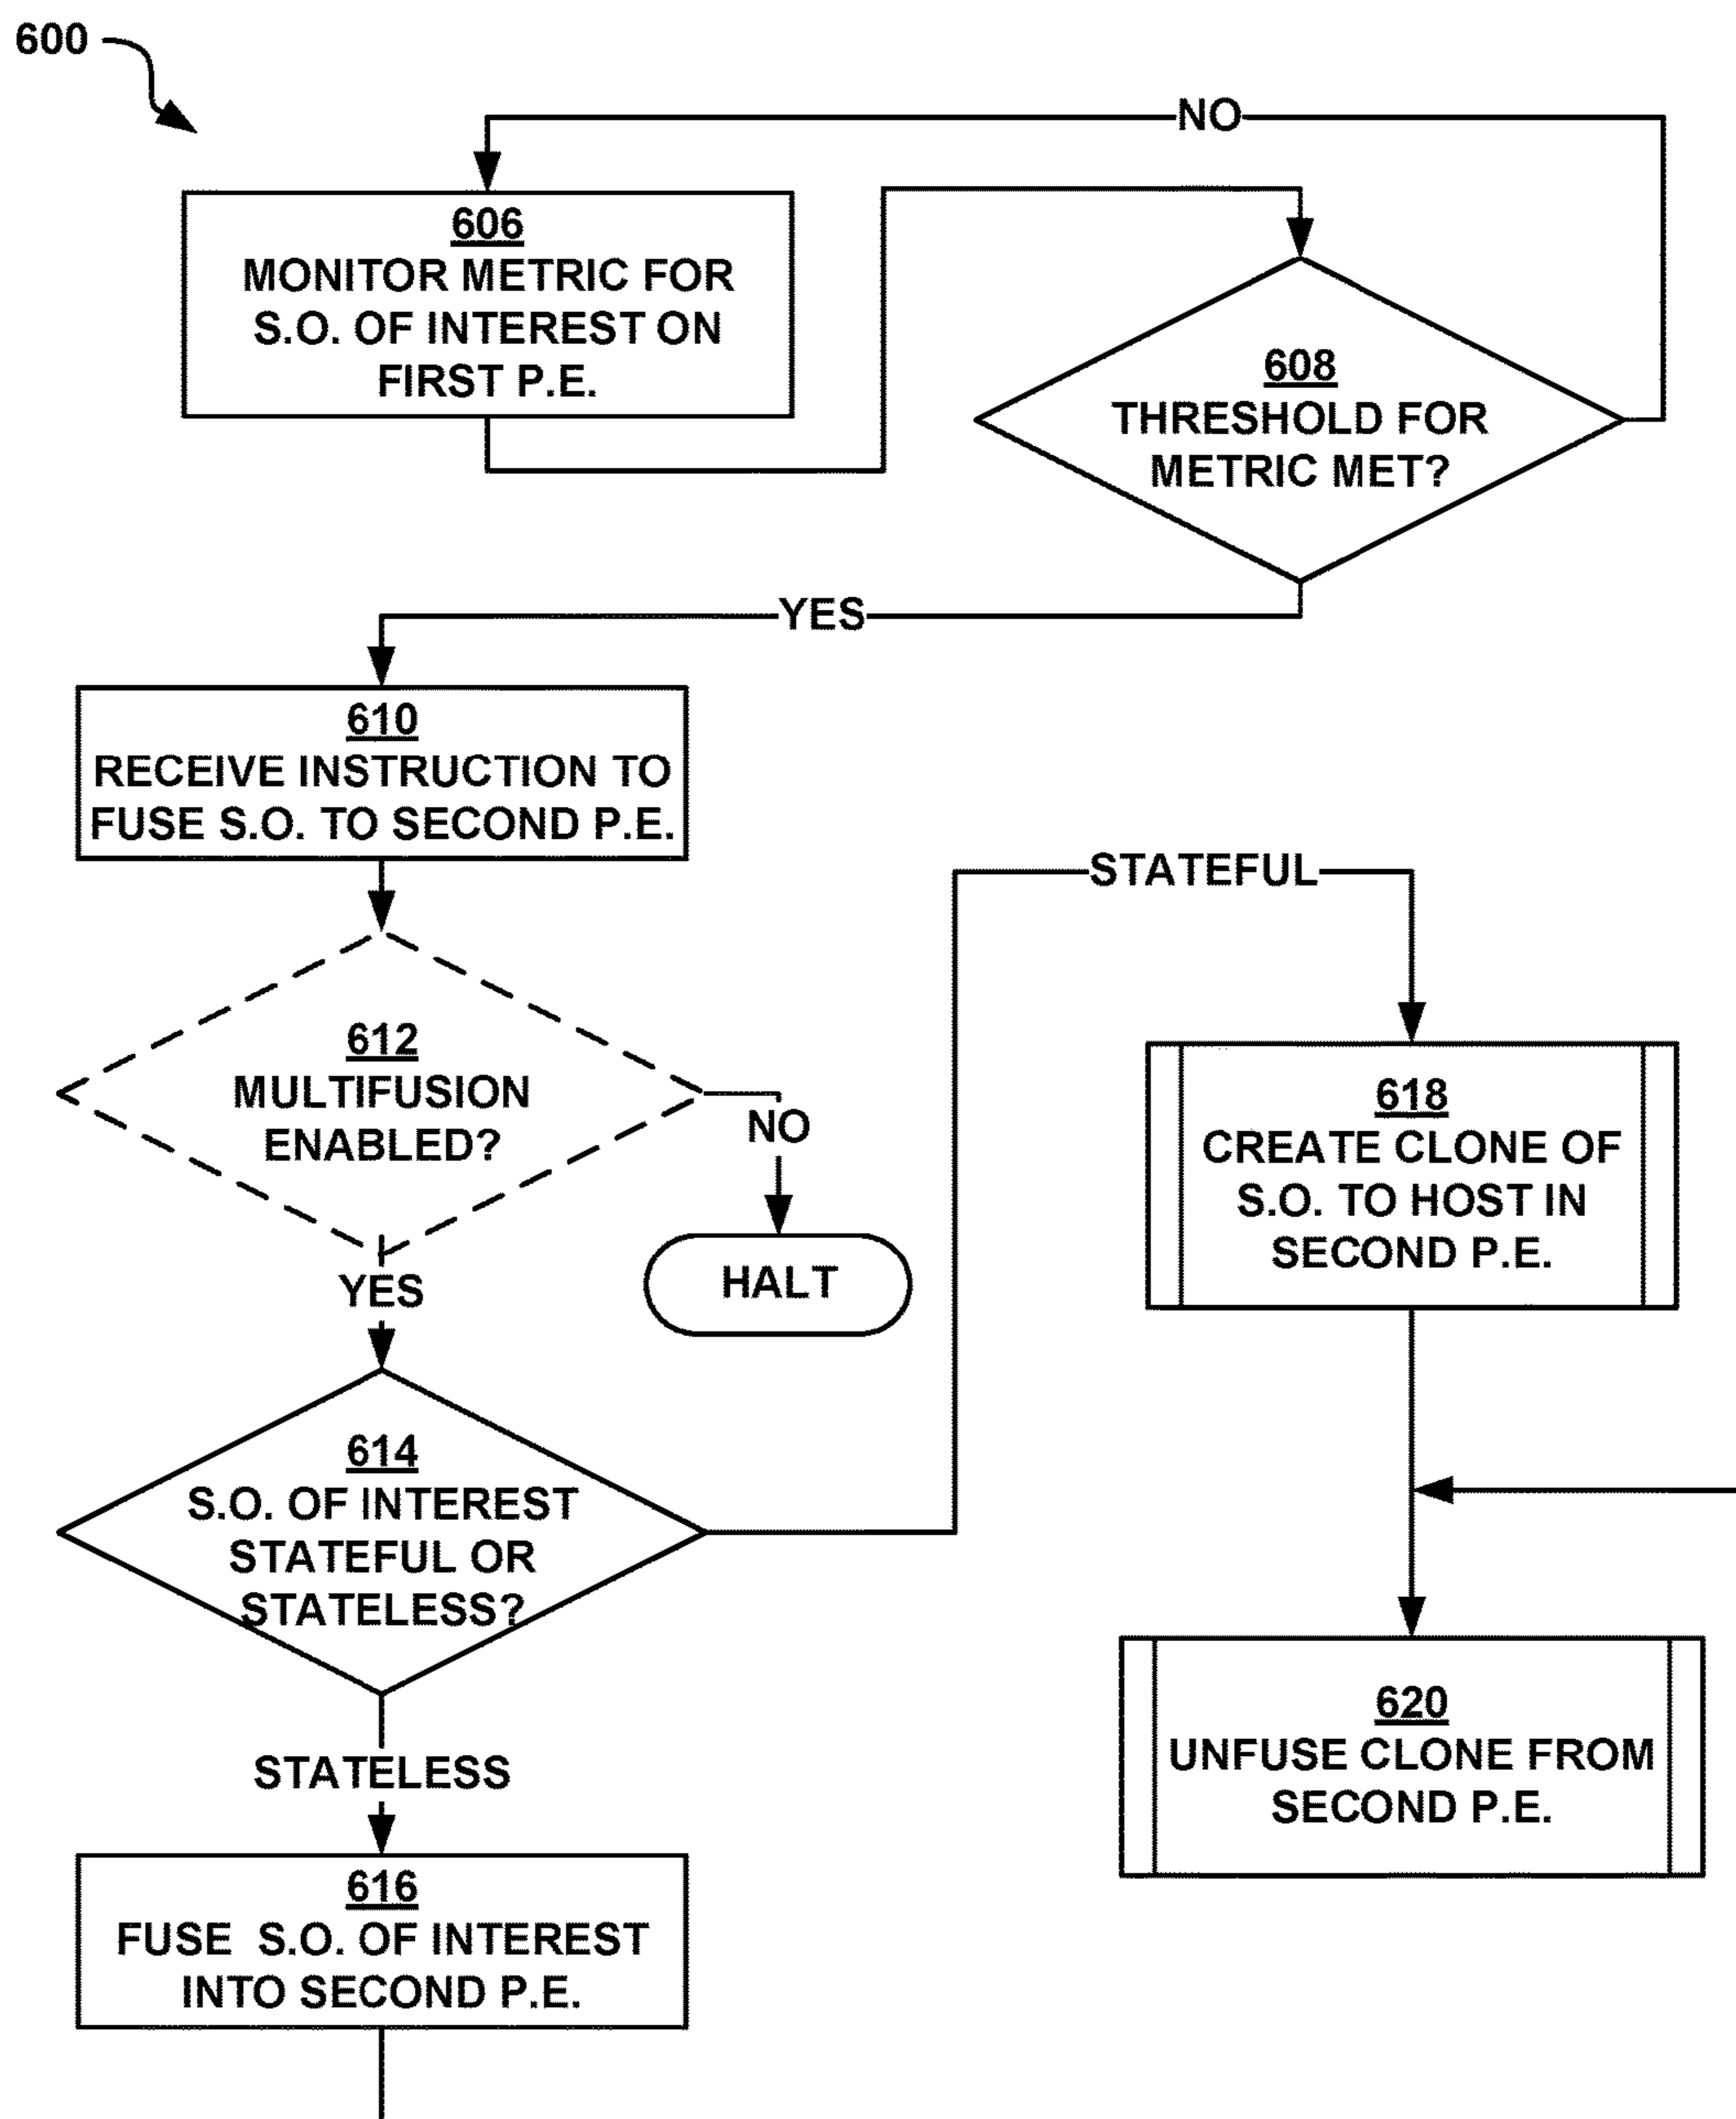 600
NO
606
MONITOR METRIC FOR
S.O. OF INTEREST ON
FIRST P.E.
608
THRESHOLD FOR
METRIC MET?
YES
610
RECEIVE INSTRUCTION TO
FUSE S.O. TO SECOND P.E.
612
MULTIFUSION
ENABLED?
NO
HALT
YES
614
S.O. OF INTEREST
STATEFUL OR
STATELESS?
STATELESS
616
FUSE S.O. OF INTEREST
INTO SECOND P.E.
STATEFUL
618
CREATE CLONE OF
S.O. TO HOST IN
SECOND P.E.
620
UNFUSE CLONE FROM
SECOND P.E.